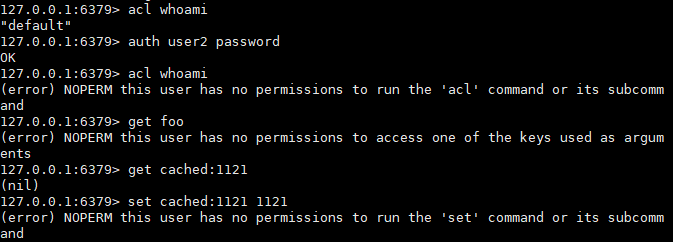 127.0.0.1:6379> acl whoami
"default"
127.0.0.1:6379> auth user2 password
OK
127.0.0.1:6379> acl whoami
(error) NOPERM this user has no permissions to run the 'acl' command or its subcomm
and
127.0.0.1:6379> get foo
(error) NOPERM this user has no permissions to access one of the keys used as argum
ents
127.0.0.1:6379> get cached:1121
(nil)
127.0.0.1:6379> set cached:1121 1121
(error) NOPERM this user has no permissions to run the 'set' command or its subcomm
and